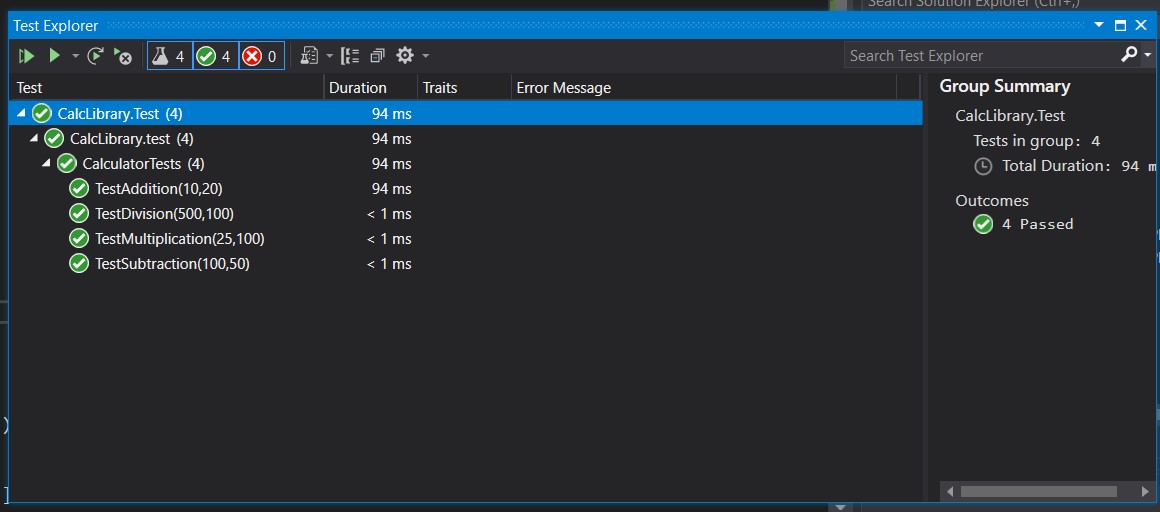 Search Solution Explorer (Ctrl+;)
Test Explorer
4 4 0
Search Test Explorer
Test Duration Traits Error Message
CalcLibrary.Test (4) 94 ms
CalcLibrary.test (4) 94 ms
CalculatorTests (4) 94 ms
TestAddition(10,20) 94 ms
TestDivision(500,100) < 1 ms
TestMultiplication(25,100) < 1 ms
TestSubtraction(100,50) < 1 ms
Group Summary
CalcLibrary.Test
Tests in group: 4
Total Duration: 94 m
Outcomes
4 Passed